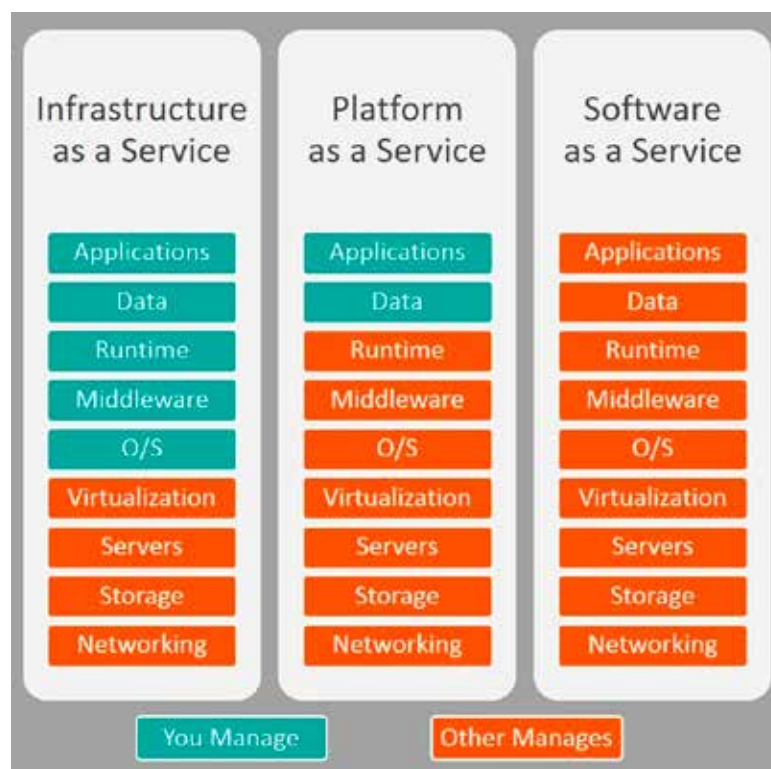 Infrastructure
as a Service
Applications
Data
Runtime
Middleware
O/S
Virtualization
Servers
Storage
Networking
Platform
as a Service
Applications
Data
Runtime
Middleware
O/S
Virtualization
Servers
Storage
Networking
Software
as a Service
Applications
Data
Runtime
Middleware
O/S
Virtualization
Servers
Storage
Networking
You Manage
Other Manages